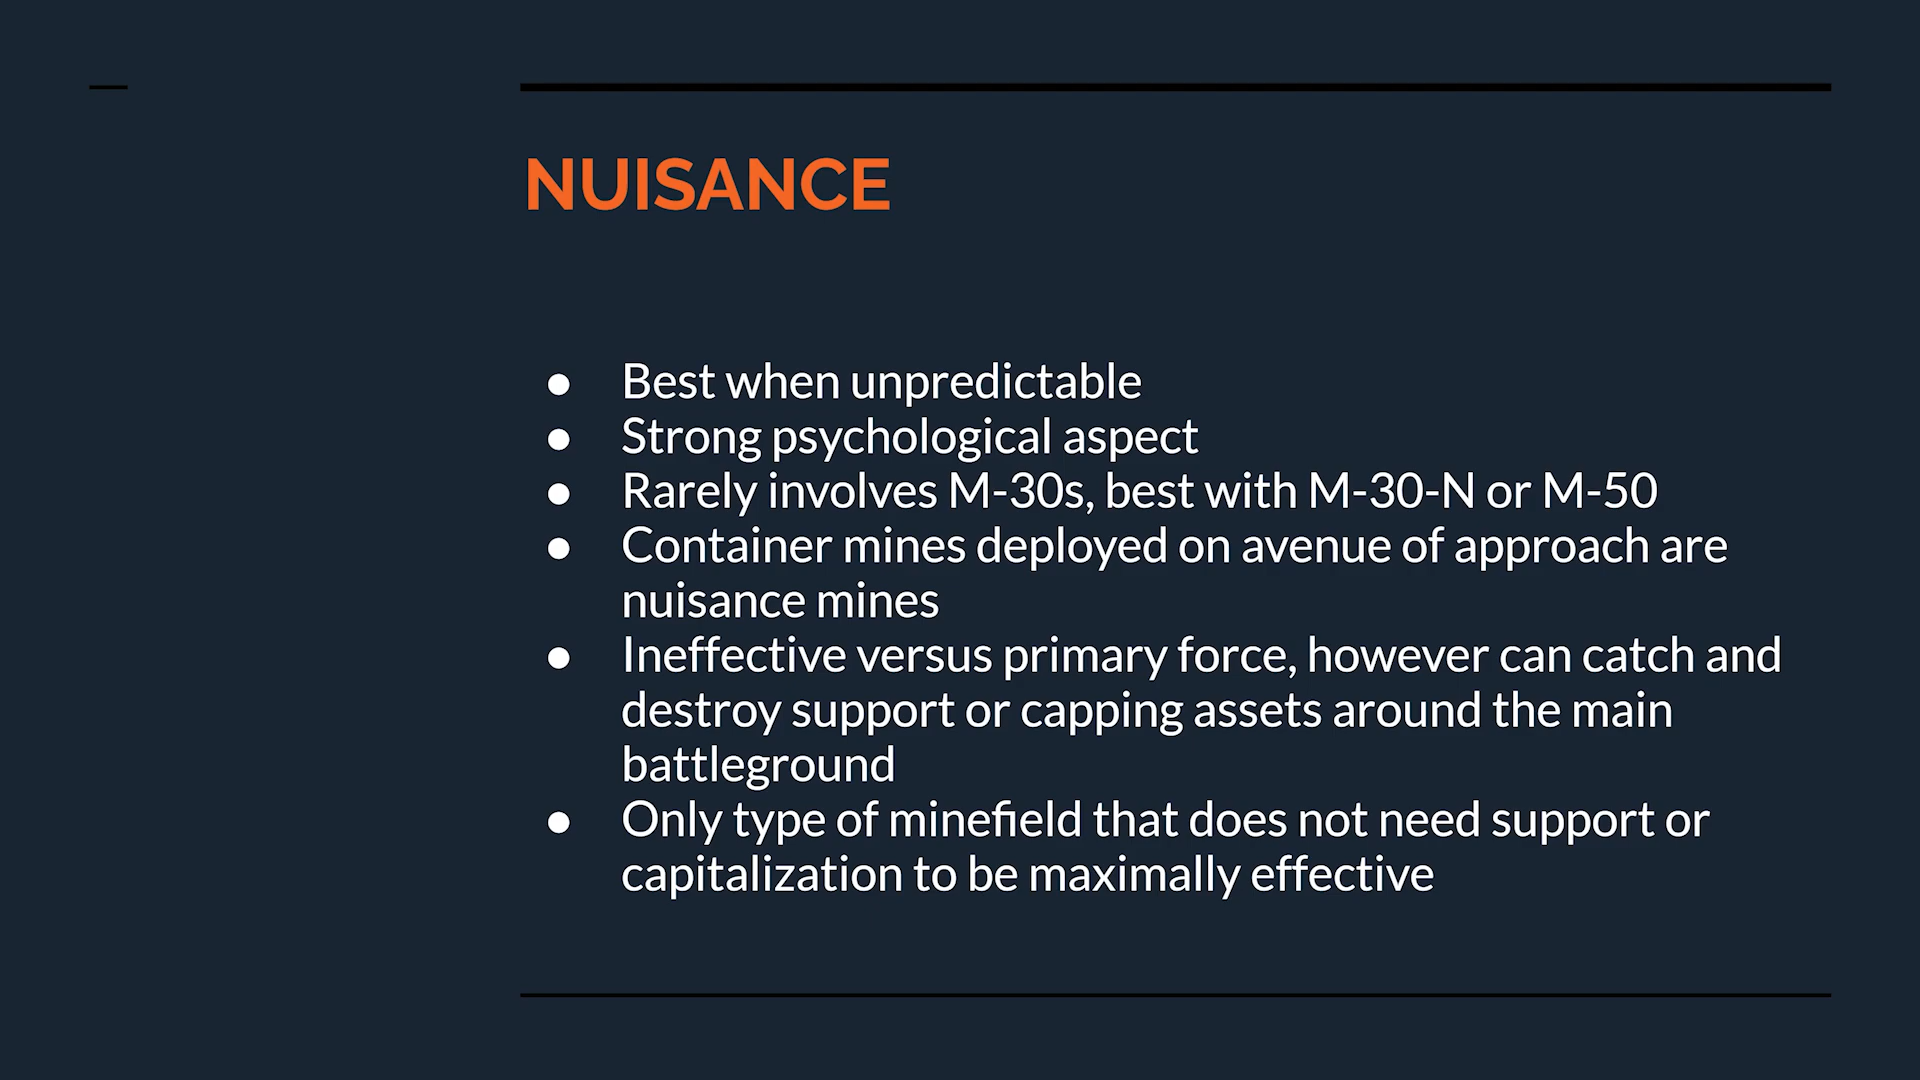 NUISANCE
● Best when unpredictable
● Strong psychological aspect
● Rarely involves M-30s, best with M-30-N or M-50
● Container mines deployed on avenue of approach are
nuisance mines
● Ineffective versus primary force, however can catch and
destroy support or capping assets around the main
battleground
● Only type of minefield that does not need support or
capitalization to be maximally effective